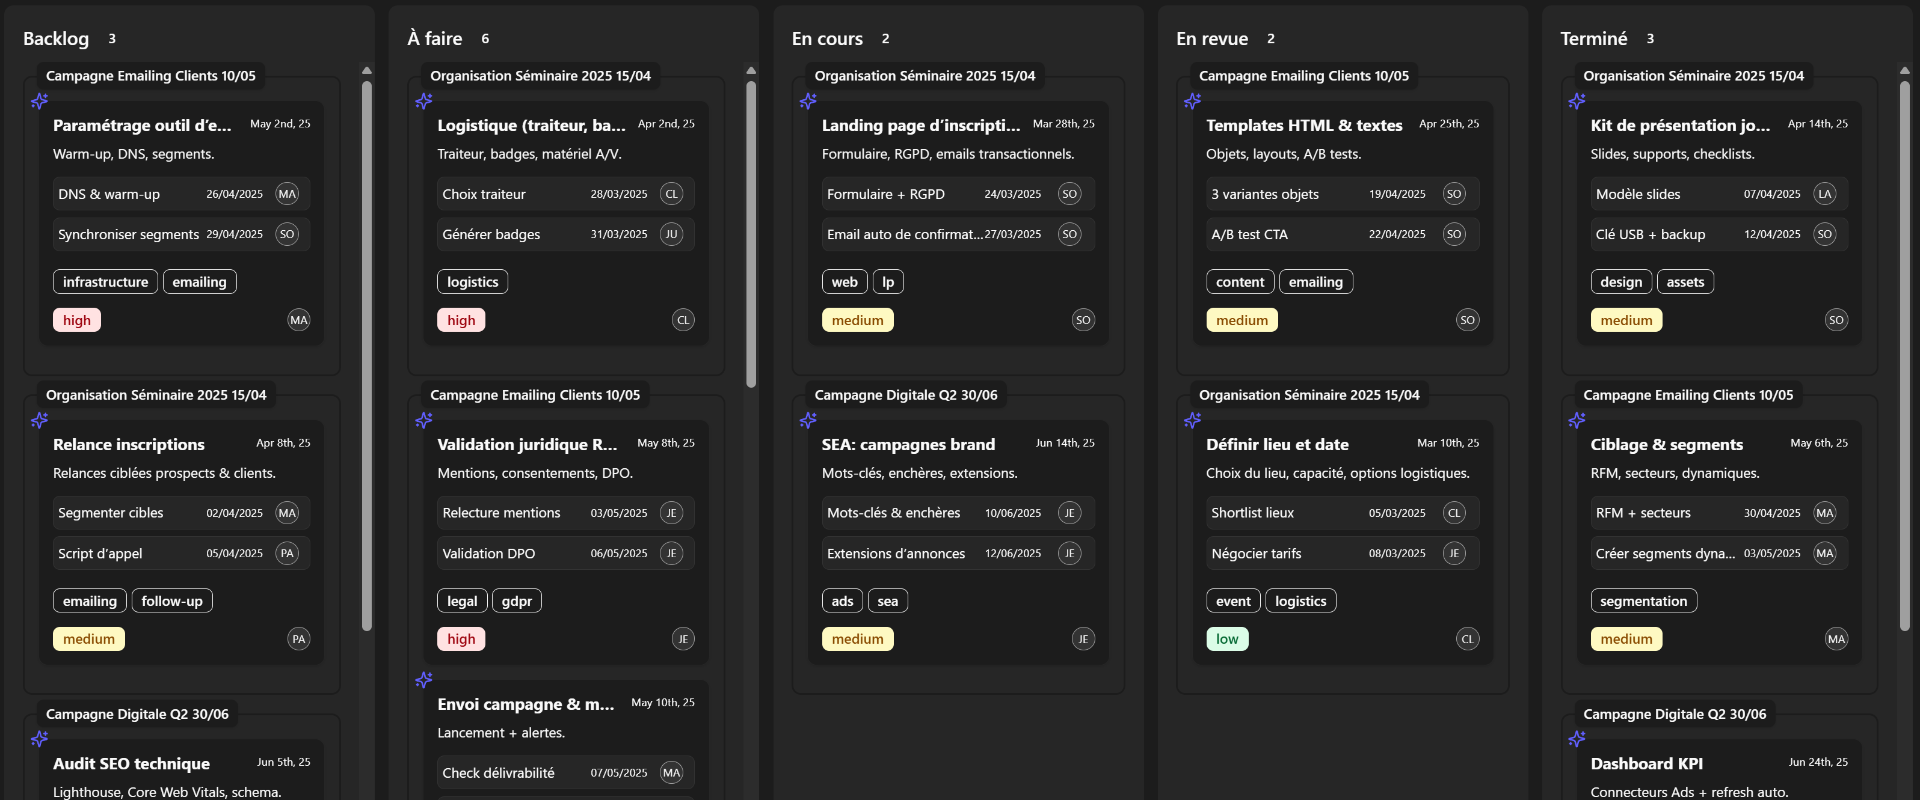 Backlog 3
Campagne Emailing Clients 10/05
Paramétrage outil d’e... May 2nd, 25
Warm-up, DNS, segments.
DNS & warm-up 26/04/2025 MA
Synchroniser segments 29/04/2025 SO
infrastructure emailing
high MA
Organisation Séminaire 2025 15/04
Relance inscriptions Apr 8th, 25
Relances ciblées prospects & clients.
Segmenter cibles 02/04/2025 MA
Script d’appel 05/04/2025 PA
emailing follow-up
medium PA
Campagne Digitale Q2 30/06
Audit SEO technique Jun 5th, 25
Lighthouse, Core Web Vitals, schema.
À faire 6
Organisation Séminaire 2025 15/04
Logistique (traiteur, ba... Apr 2nd, 25
Traiteur, badges, matériel A/V.
Choix traiteur 28/03/2025 CL
Générer badges 31/03/2025 JU
logistics
high CL
Campagne Emailing Clients 10/05
Validation juridique R... May 8th, 25
Mentions, consentements, DPO.
Relecture mentions 03/05/2025 JE
Validation DPO 06/05/2025 JE
legal gdpr
high JE
Envoi campagne & m... May 10th, 25
Lancement + alertes.
Check délivrabilité 07/05/2025 MA
En cours 2
Organisation Séminaire 2025 15/04
Landing page d’inscripti... Mar 28th, 25
Formulaire, RGPD, emails transactionnels.
Formulaire + RGPD 24/03/2025 SO
Email auto de confirmat... 27/03/2025 SO
web lp
medium SO
Campagne Digitale Q2 30/06
SEA: campagnes brand Jun 14th, 25
Mots-clés, enchères, extensions.
Mots-clés & enchères 10/06/2025 JE
Extensions d’annonces 12/06/2025 JE
ads sea
medium JE
En revue 2
Campagne Emailing Clients 10/05
Templates HTML & textes Apr 25th, 25
Objets, layouts, A/B tests.
3 variantes objets 19/04/2025 SO
A/B test CTA 22/04/2025 SO
content emailing
medium SO
Organisation Séminaire 2025 15/04
Définir lieu et date Mar 10th, 25
Choix du lieu, capacité, options logistiques.
Shortlist lieux 05/03/2025 CL
Négocier tarifs 08/03/2025 JE
event logistics
low CL
Terminé 3
Organisation Séminaire 2025 15/04
Kit de présentation jo... Apr 14th, 25
Slides, supports, checklists.
Modèle slides 07/04/2025 LA
Clé USB + backup 12/04/2025 SO
design assets
medium SO
Campagne Emailing Clients 10/05
Ciblage & segments May 6th, 25
RFM, secteurs, dynamiques.
RFM + secteurs 30/04/2025 MA
Créer segments dyna... 03/05/2025 MA
segmentation
medium MA
Campagne Digitale Q2 30/06
Dashboard KPI Jun 24th, 25
Connecteurs Ads + refresh auto.